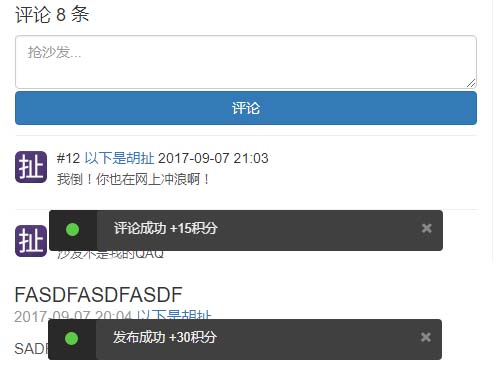 评论 8 条
抢沙发...
评论
扯
#12 以下是胡扯 2017-09-07 21:03
我倒！你也在网上冲浪啊！
扯
评论成功 +15积分
沙发不是我的QAQ
FASDFASDFASDF
2017-09-07 20:04 以下是胡扯
发布成功 +30积分